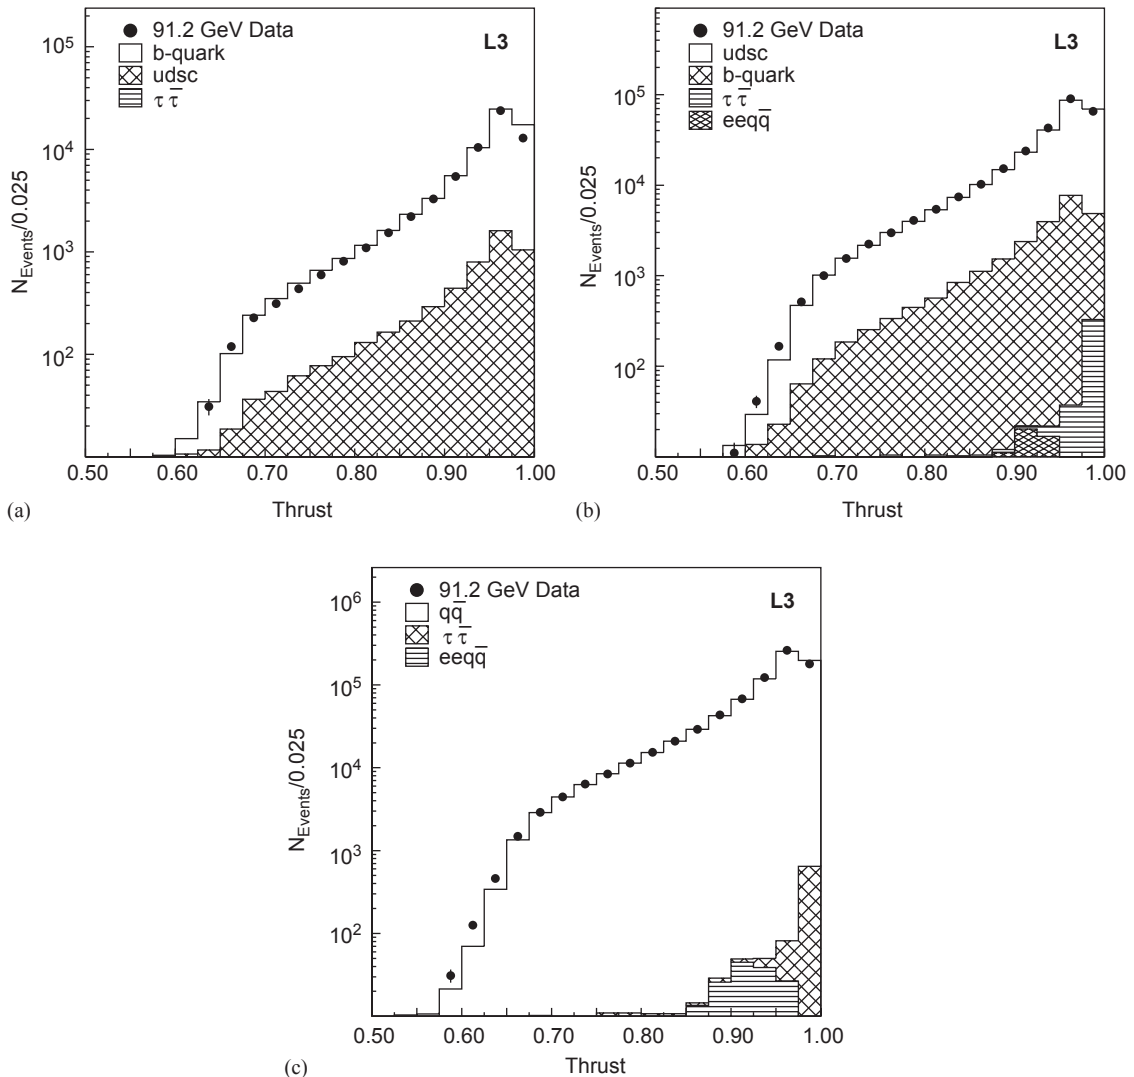 91.2 GeV Data
b-quark
udsc
τ τ̅
L3
10⁵
10⁴
10³
10²
N_Events/0.025
0.50 0.60 0.70 0.80 0.90 1.00
Thrust
(a)
91.2 GeV Data
udsc
b-quark
τ τ̅
eeqq̅
L3
10⁵
10⁴
10³
10²
N_Events/0.025
0.50 0.60 0.70 0.80 0.90 1.00
Thrust
(b)
91.2 GeV Data
qq̅
τ τ̅
eeqq̅
L3
10⁶
10⁵
10⁴
10³
10²
N_Events/0.025
0.50 0.60 0.70 0.80 0.90 1.00
Thrust
(c)